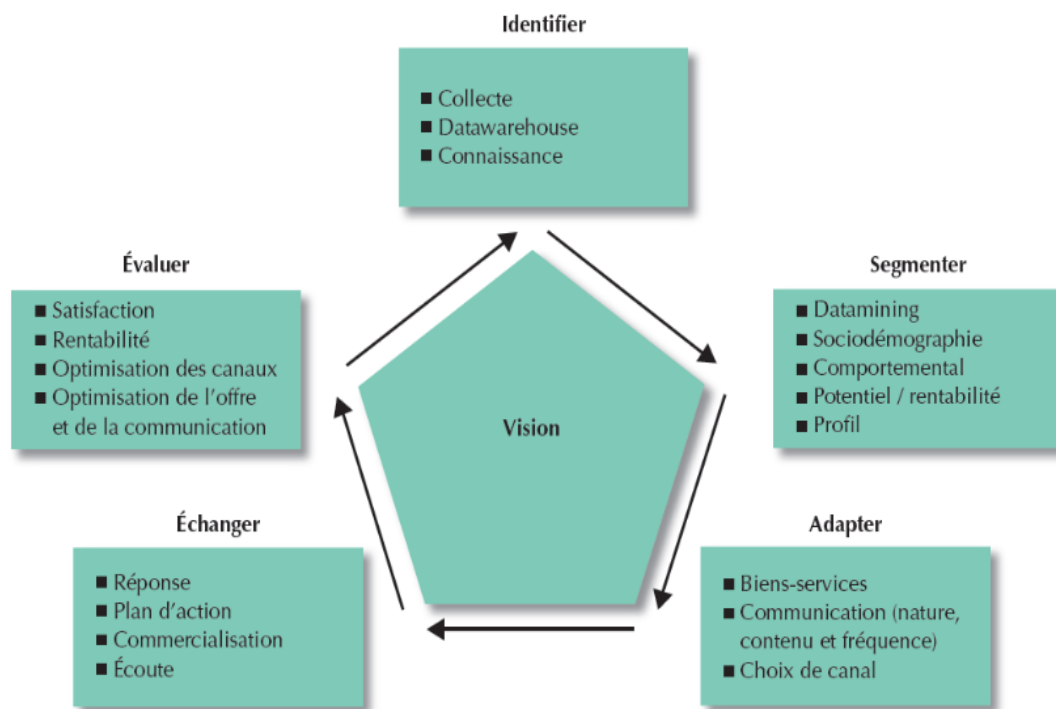 Identifier
■ Collecte
■ Datawarehouse
■ Connaissance
Évaluer
■ Satisfaction
■ Rentabilité
■ Optimisation des canaux
■ Optimisation de l'offre
et de la communication
Segmenter
■ Datamining
■ Sociodémographie
■ Comportemental
■ Potentiel / rentabilité
■ Profil
Vision
Échanger
■ Réponse
■ Plan d'action
■ Commercialisation
■ Écoute
Adapter
■ Biens-services
■ Communication (nature,
contenu et fréquence)
■ Choix de canal